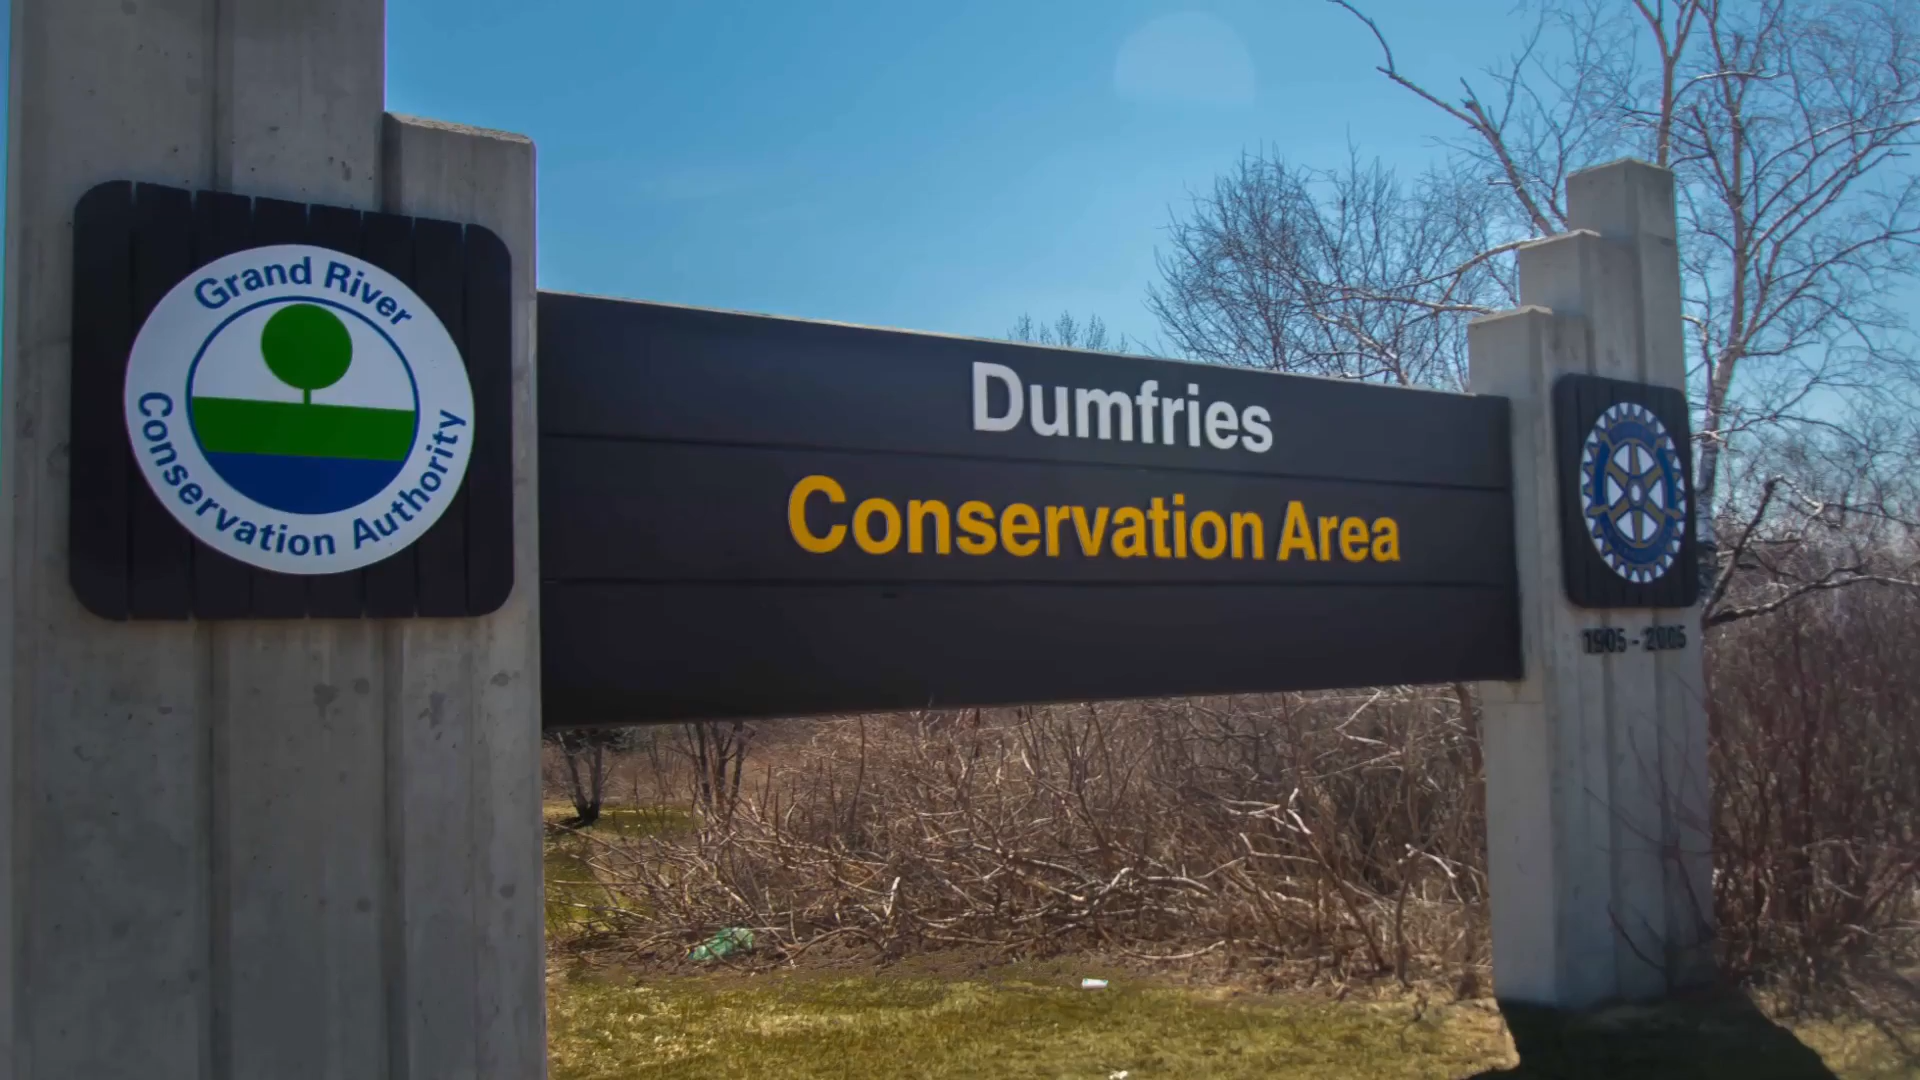 Grand River
Conservation Authority
Dumfries
Conservation Area
1905-2005